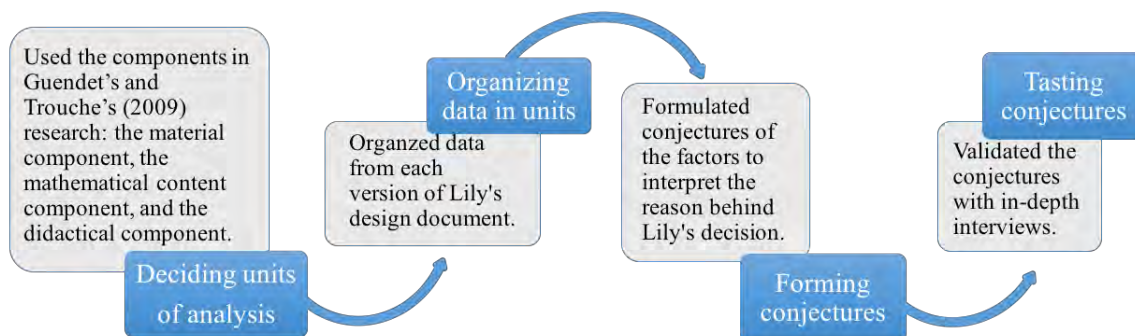 Used the components in
Guendet's and
Trouche's (2009)
research: the material
component, the
mathematical content
component, and the
didactical component.
Deciding units
of analysis
Organizing
data in units
Organzed data
from each
version of Lily's
design document.
Formulated
conjectures of
the factors to
interpret the
reason behind
Lily's decision.
Forming
conjectures
Tasting
conjectures
Validated the
conjectures
with in-depth
interviews.